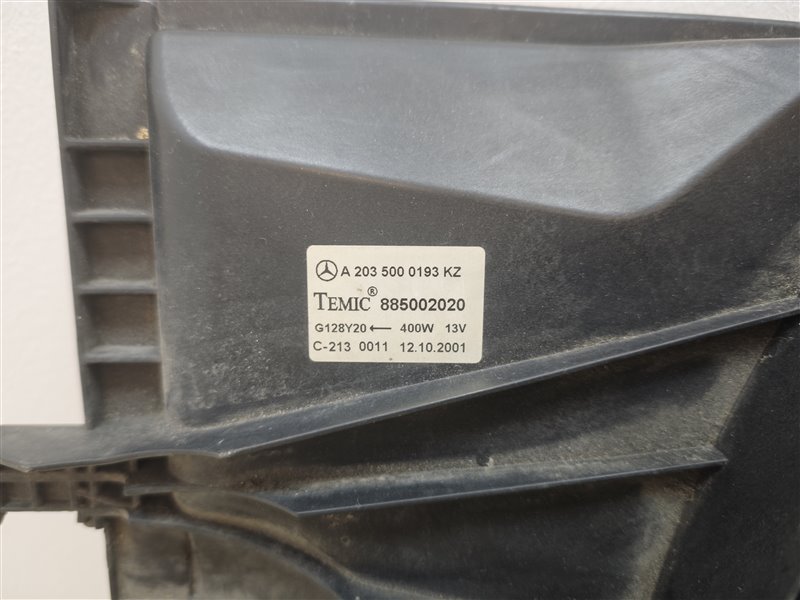 A 203 500 0193 KZ
TEMIC® 885002020
G128Y20 ← 400W 13V
C-213 0011 12.10.2001